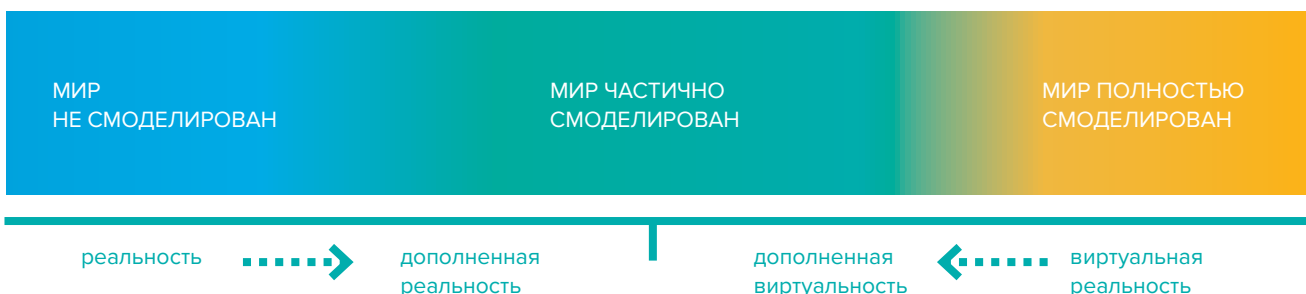 МИР
НЕ СМОДЕЛИРОВАН
МИР ЧАСТИЧНО
СМОДЕЛИРОВАН
МИР ПОЛНОСТЬЮ
СМОДЕЛИРОВАН
реальность
дополненная
реальность
дополненная
виртуальность
виртуальная
реальность